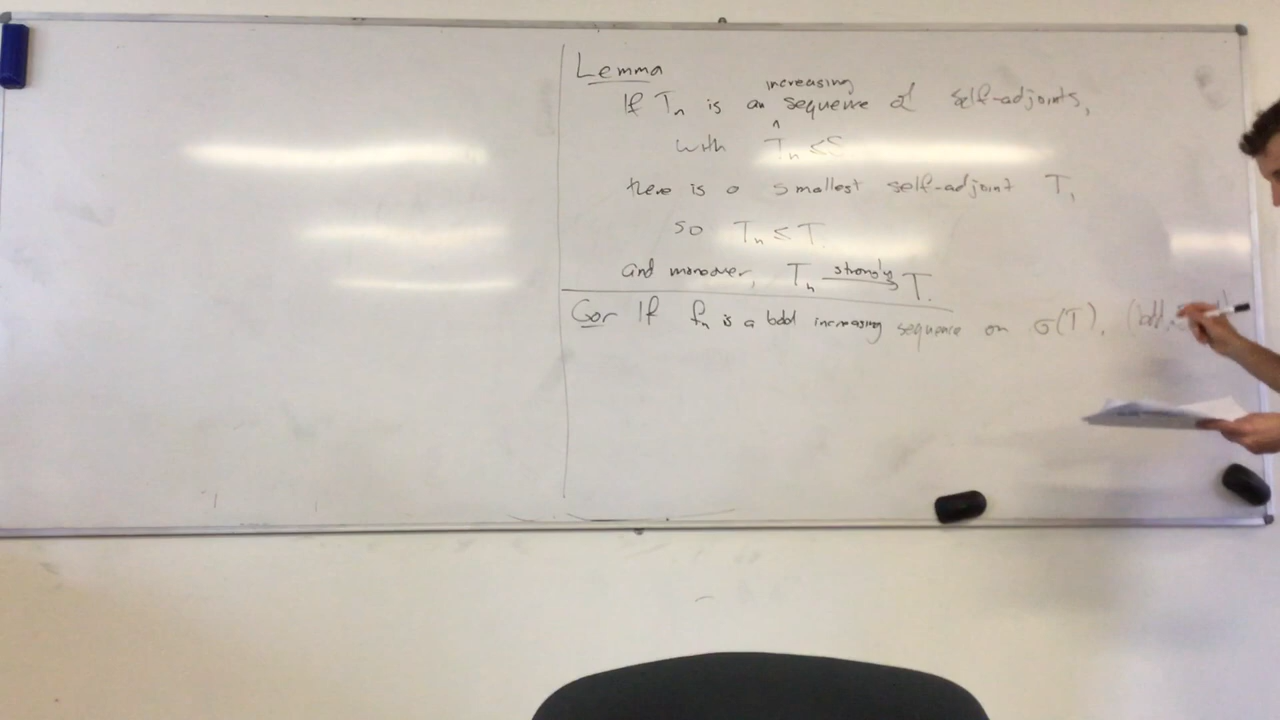 Lemma
increasing
If Tₙ is an ^ sequence of self-adjoints,
with Tₙ ≤ S
there is a smallest self-adjoint T,
so Tₙ ≤ T.
and moreover, Tₙ strongly→ T.
Cor If fₙ is a bdd increasing sequence on σ(T), (bdd,